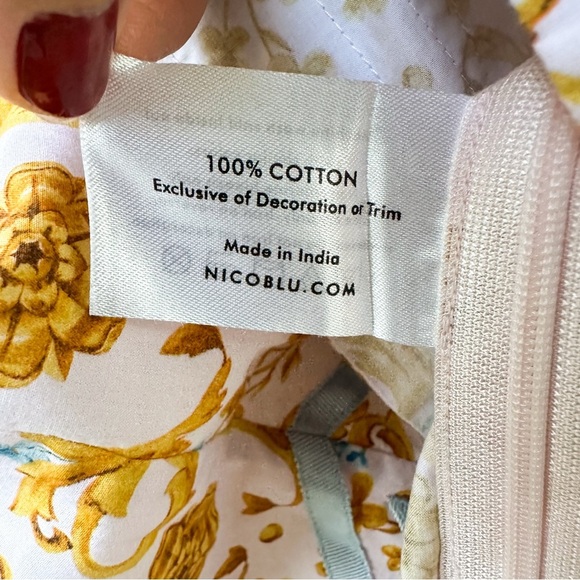 100% COTTON
Exclusive of Decoration or Trim
Made in India
NICOBLU.COM